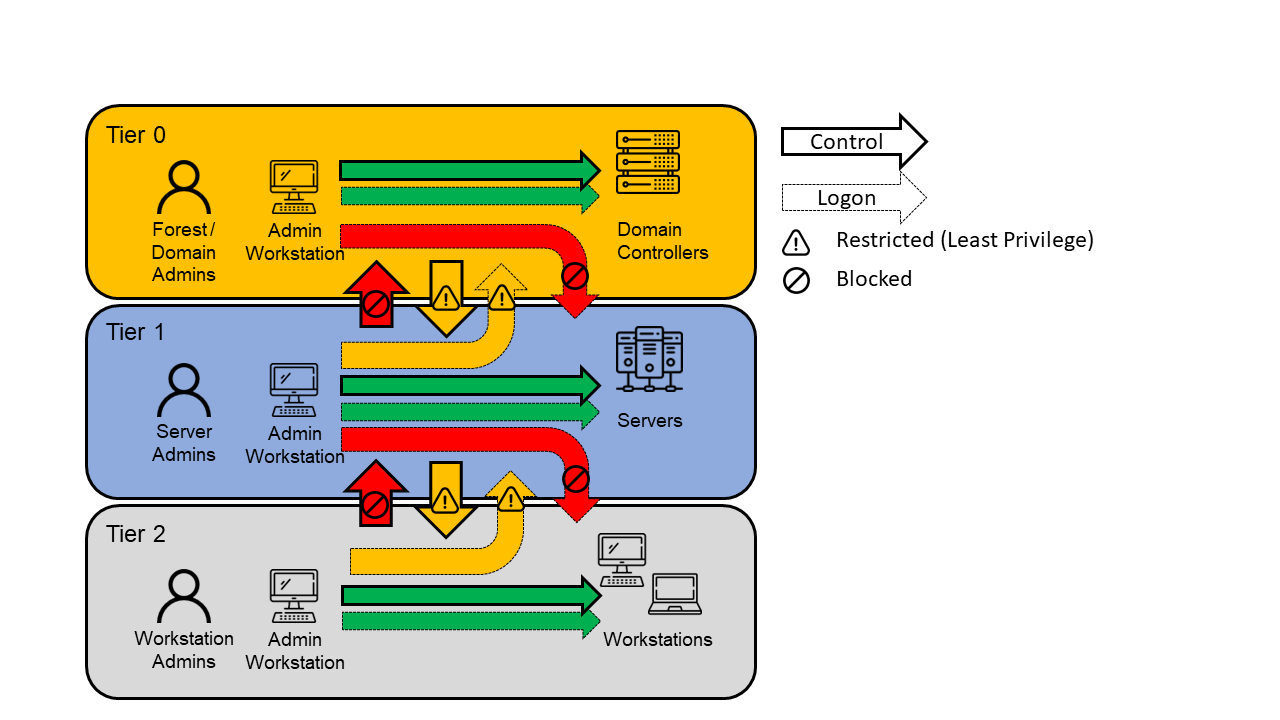 Tier 0
Forest /
Domain
Admins
Admin
Workstation
Domain
Controllers
Tier 1
Server
Admins
Admin
Workstation
Servers
Tier 2
Workstation
Admins
Admin
Workstation
Workstations
Control
Logon
Restricted (Least Privilege)
Blocked